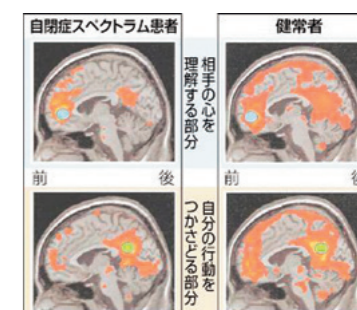 自閉症スペクトラム患者
健常者
相手の心を
理解する部分
前
後
前
後
自分の行動を
つかさどる部分